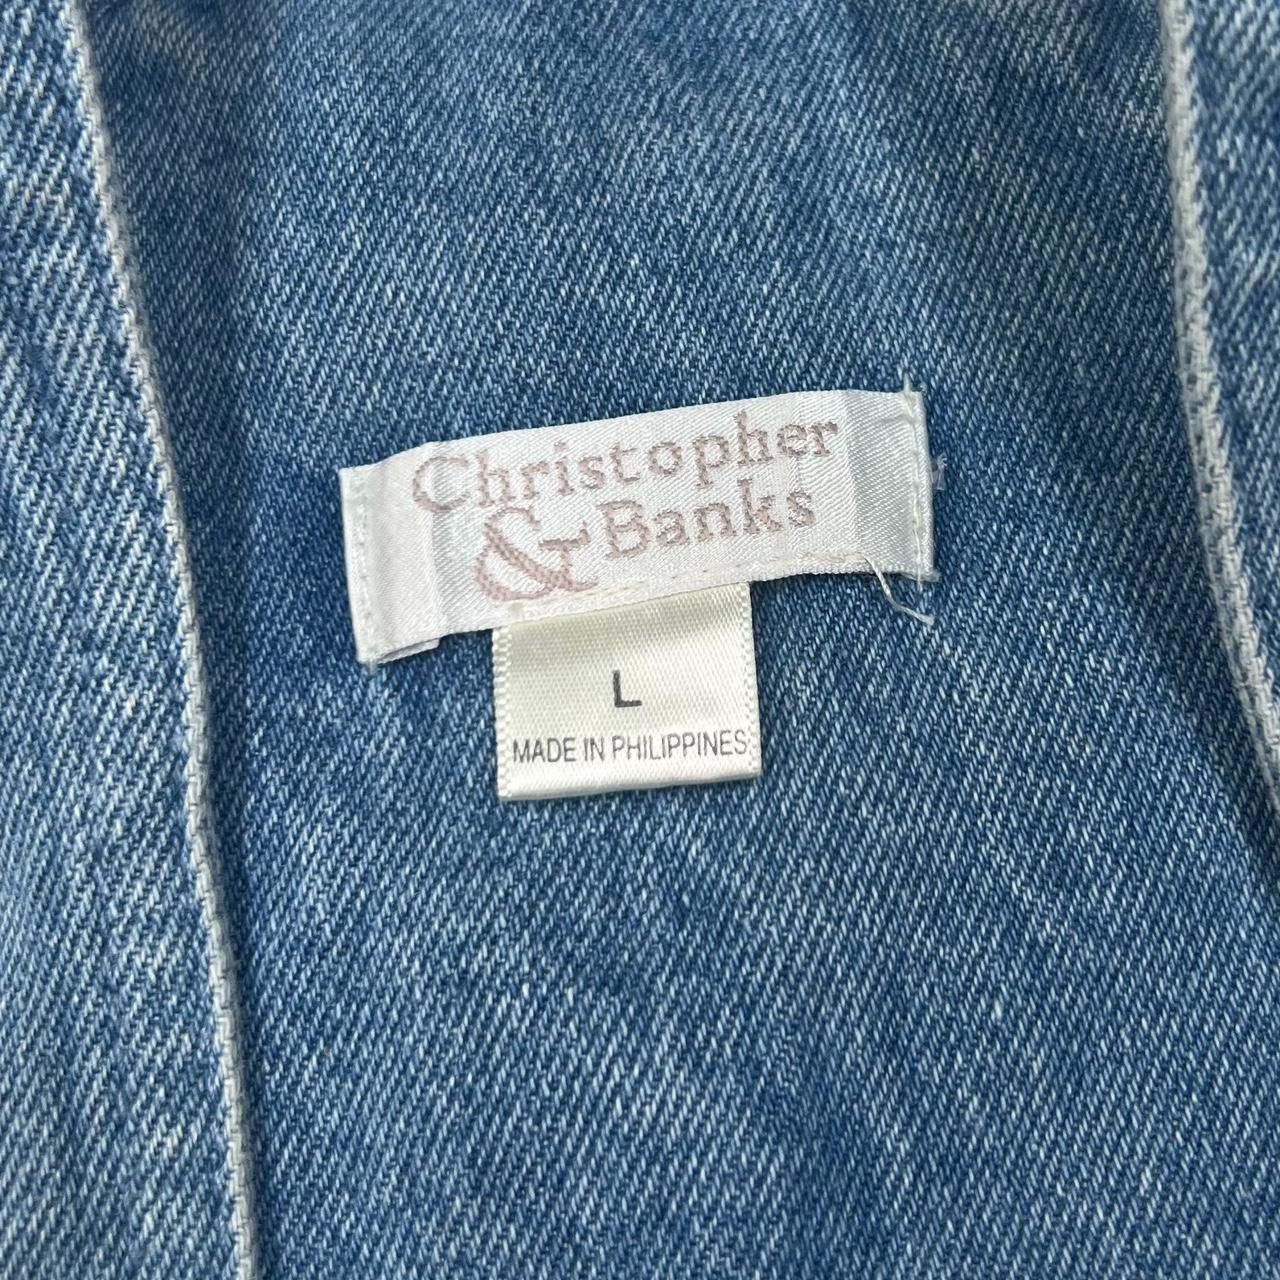 Christopher
& Banks
L
MADE IN PHILIPPINES